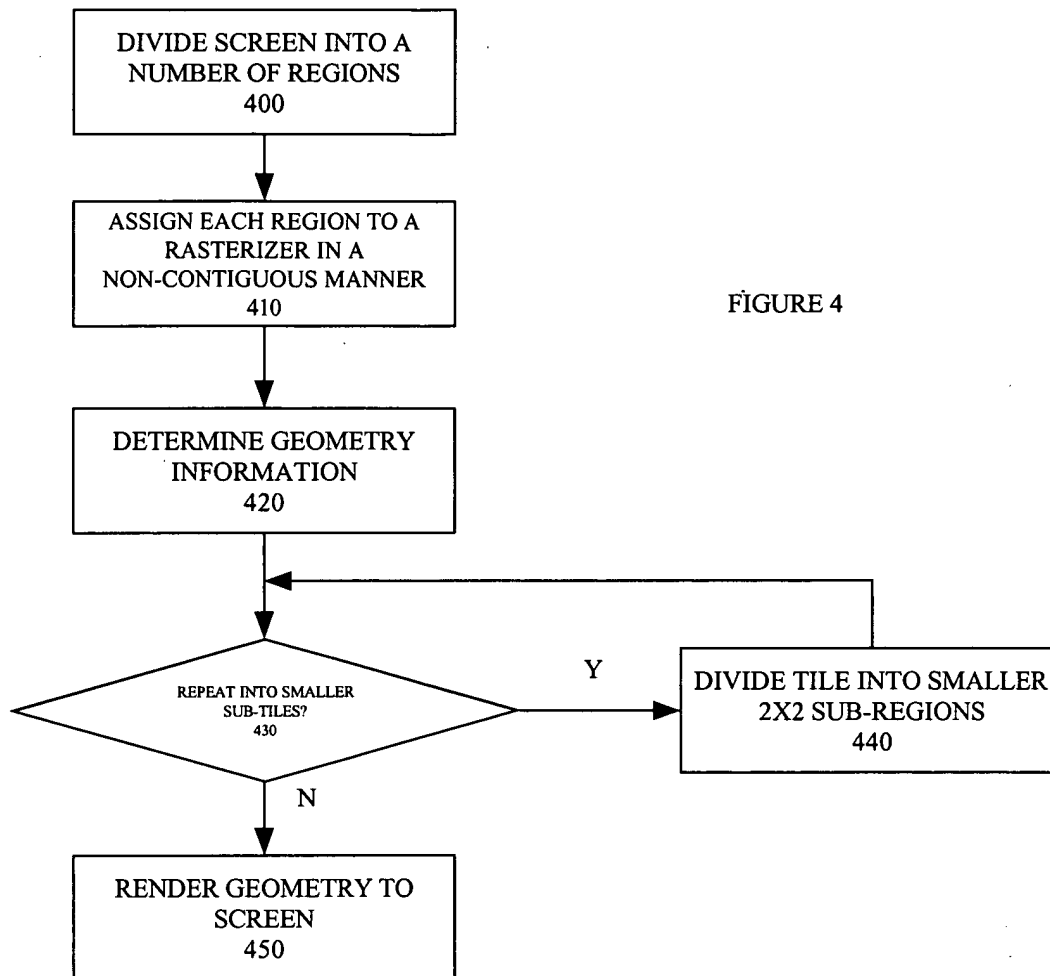 DIVIDE SCREEN INTO A
NUMBER OF REGIONS
400
ASSIGN EACH REGION TO A
RASTERIZER IN A
NON-CONTIGUOUS MANNER
410
FIGURE 4
DETERMINE GEOMETRY
INFORMATION
420
REPEAT INTO SMALLER
SUB-TILES?
430
Y
DIVIDE TILE INTO SMALLER
2X2 SUB-REGIONS
440
N
RENDER GEOMETRY TO
SCREEN
450